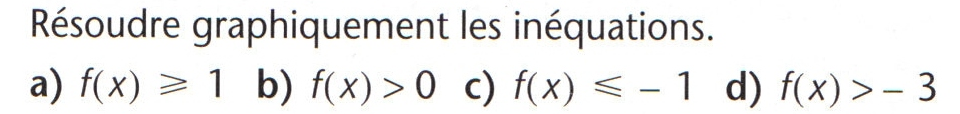 Résoudre graphiquement les inéquations.
a) f(x) ⩾ 1 b) f(x) > 0 c) f(x) ⩽ – 1 d) f(x) > – 3